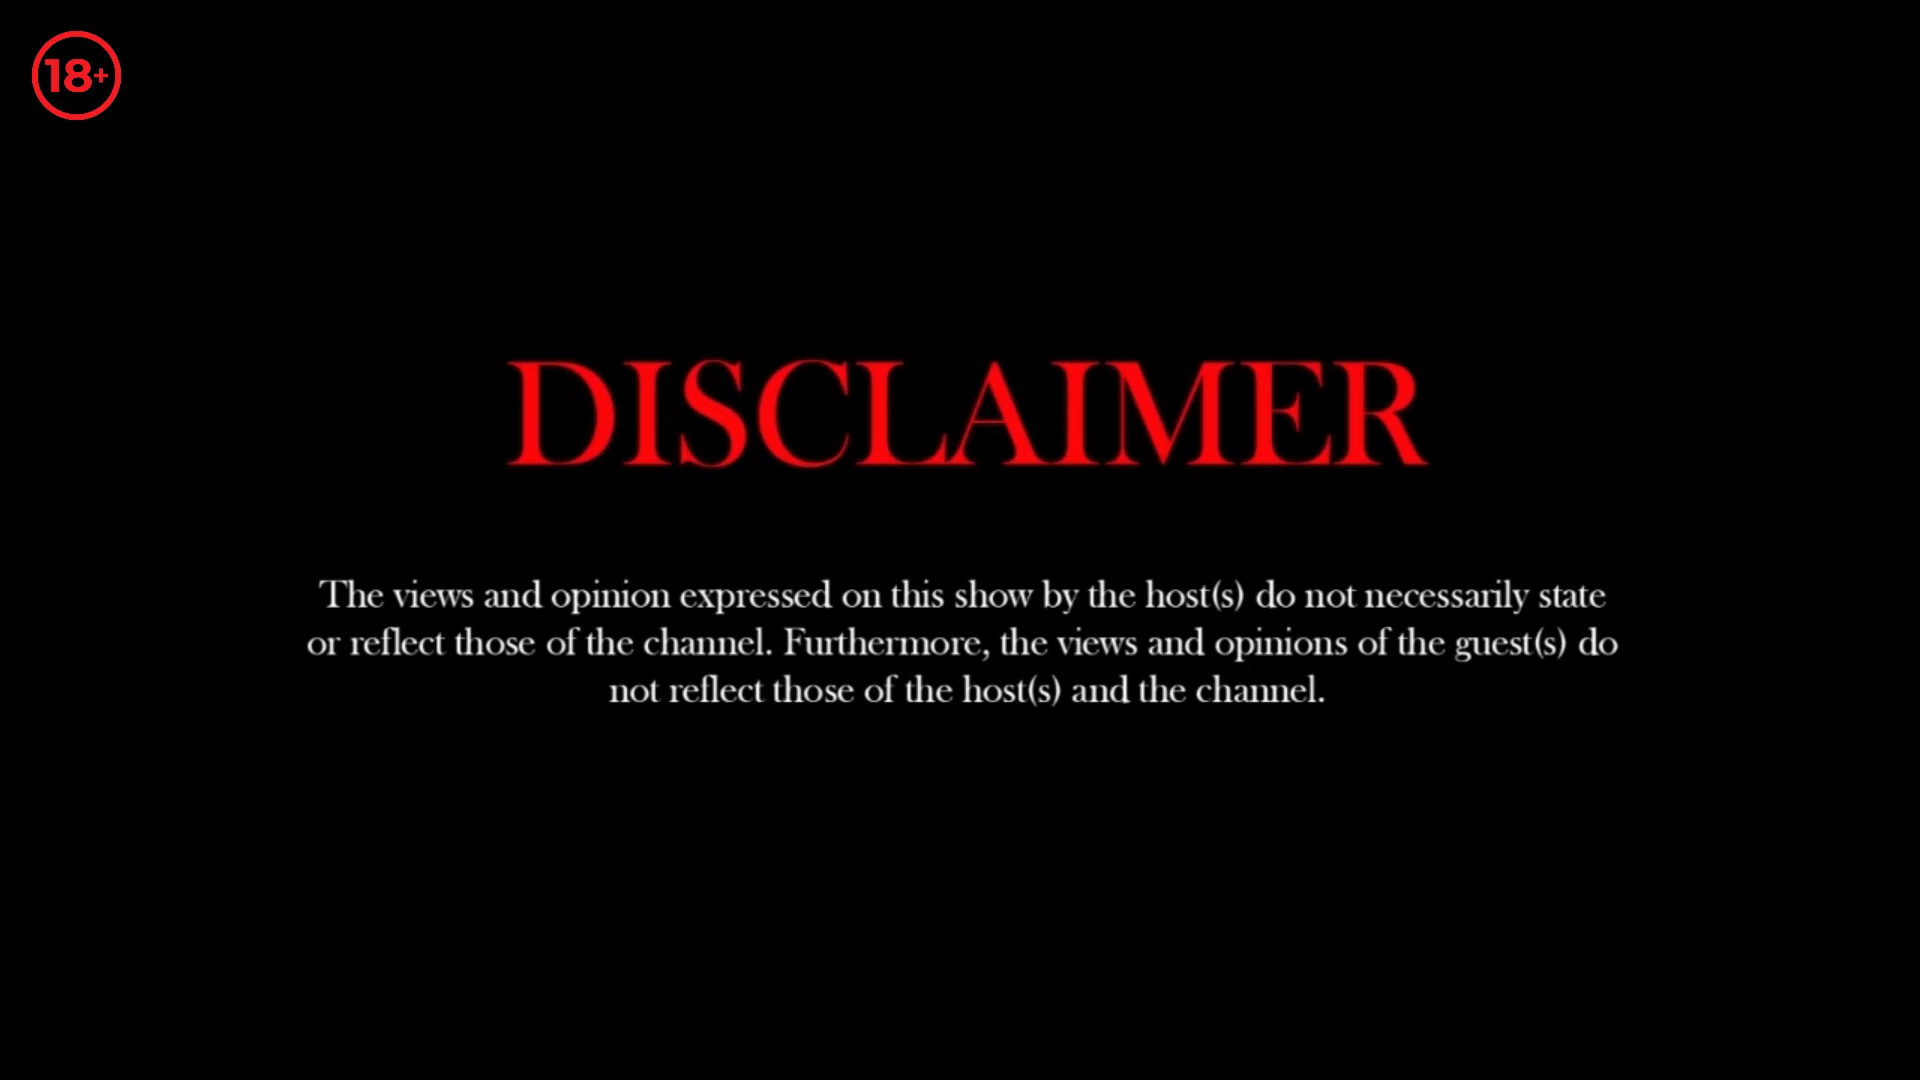 18+
DISCLAIMER
The views and opinion expressed on this show by the host(s) do not necessarily state
or reflect those of the channel. Furthermore, the views and opinions of the guest(s) do
not reflect those of the host(s) and the channel.